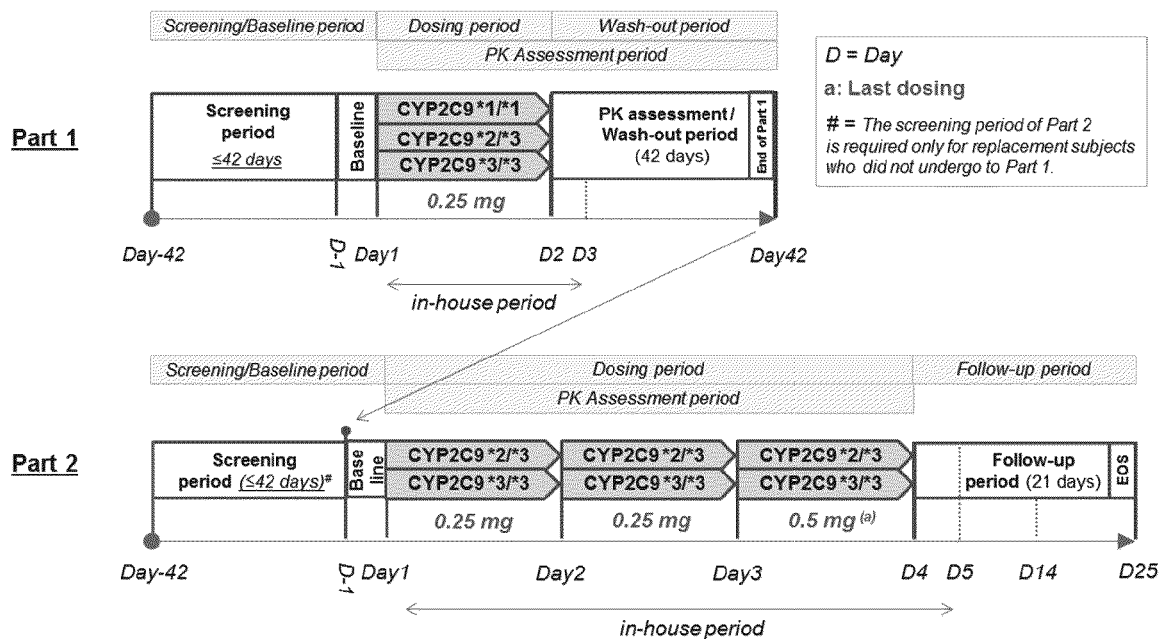 Screening/Baseline period
Dosing period
Wash-out period
PK Assessment period
D = Day
a: Last dosing
# = The screening period of Part 2
is required only for replacement subjects
who did not undergo to Part 1.
Part 1
Screening
period
≤42 days
Baseline
CYP2C9 *1/*1
CYP2C9 *2/*3
CYP2C9 *3/*3
PK assessment /
Wash-out period
(42 days)
End of Part 1
0.25 mg
Day-42
D-1
Day1
D2
D3
Day42
in-house period
Screening/Baseline period
Dosing period
Follow-up period
PK Assessment period
Part 2
Screening
period (≤42 days)#
Base
line
CYP2C9 *2/*3
CYP2C9 *2/*3
CYP2C9 *2/*3
CYP2C9 *3/*3
CYP2C9 *3/*3
CYP2C9 *3/*3
Follow-up
period (21 days)
EOS
0.25 mg
0.25 mg
0.5 mg (a)
Day-42
D-1
Day1
Day2
Day3
D4
D5
D14
D25
in-house period